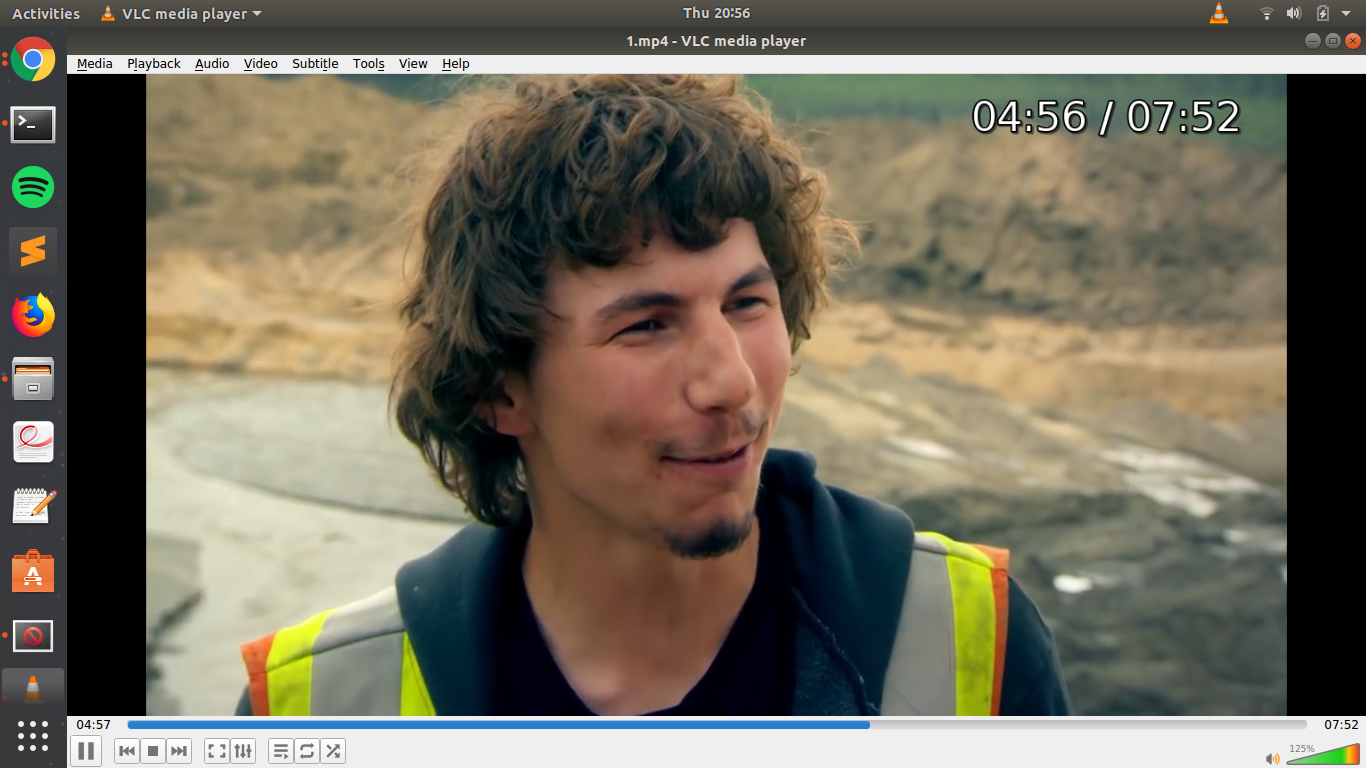 Activities VLC media player Thu 20:56
1.mp4 - VLC media player
Media Playback Audio Video Subtitle Tools View Help
04:56 / 07:52
04:57 07:52
125%